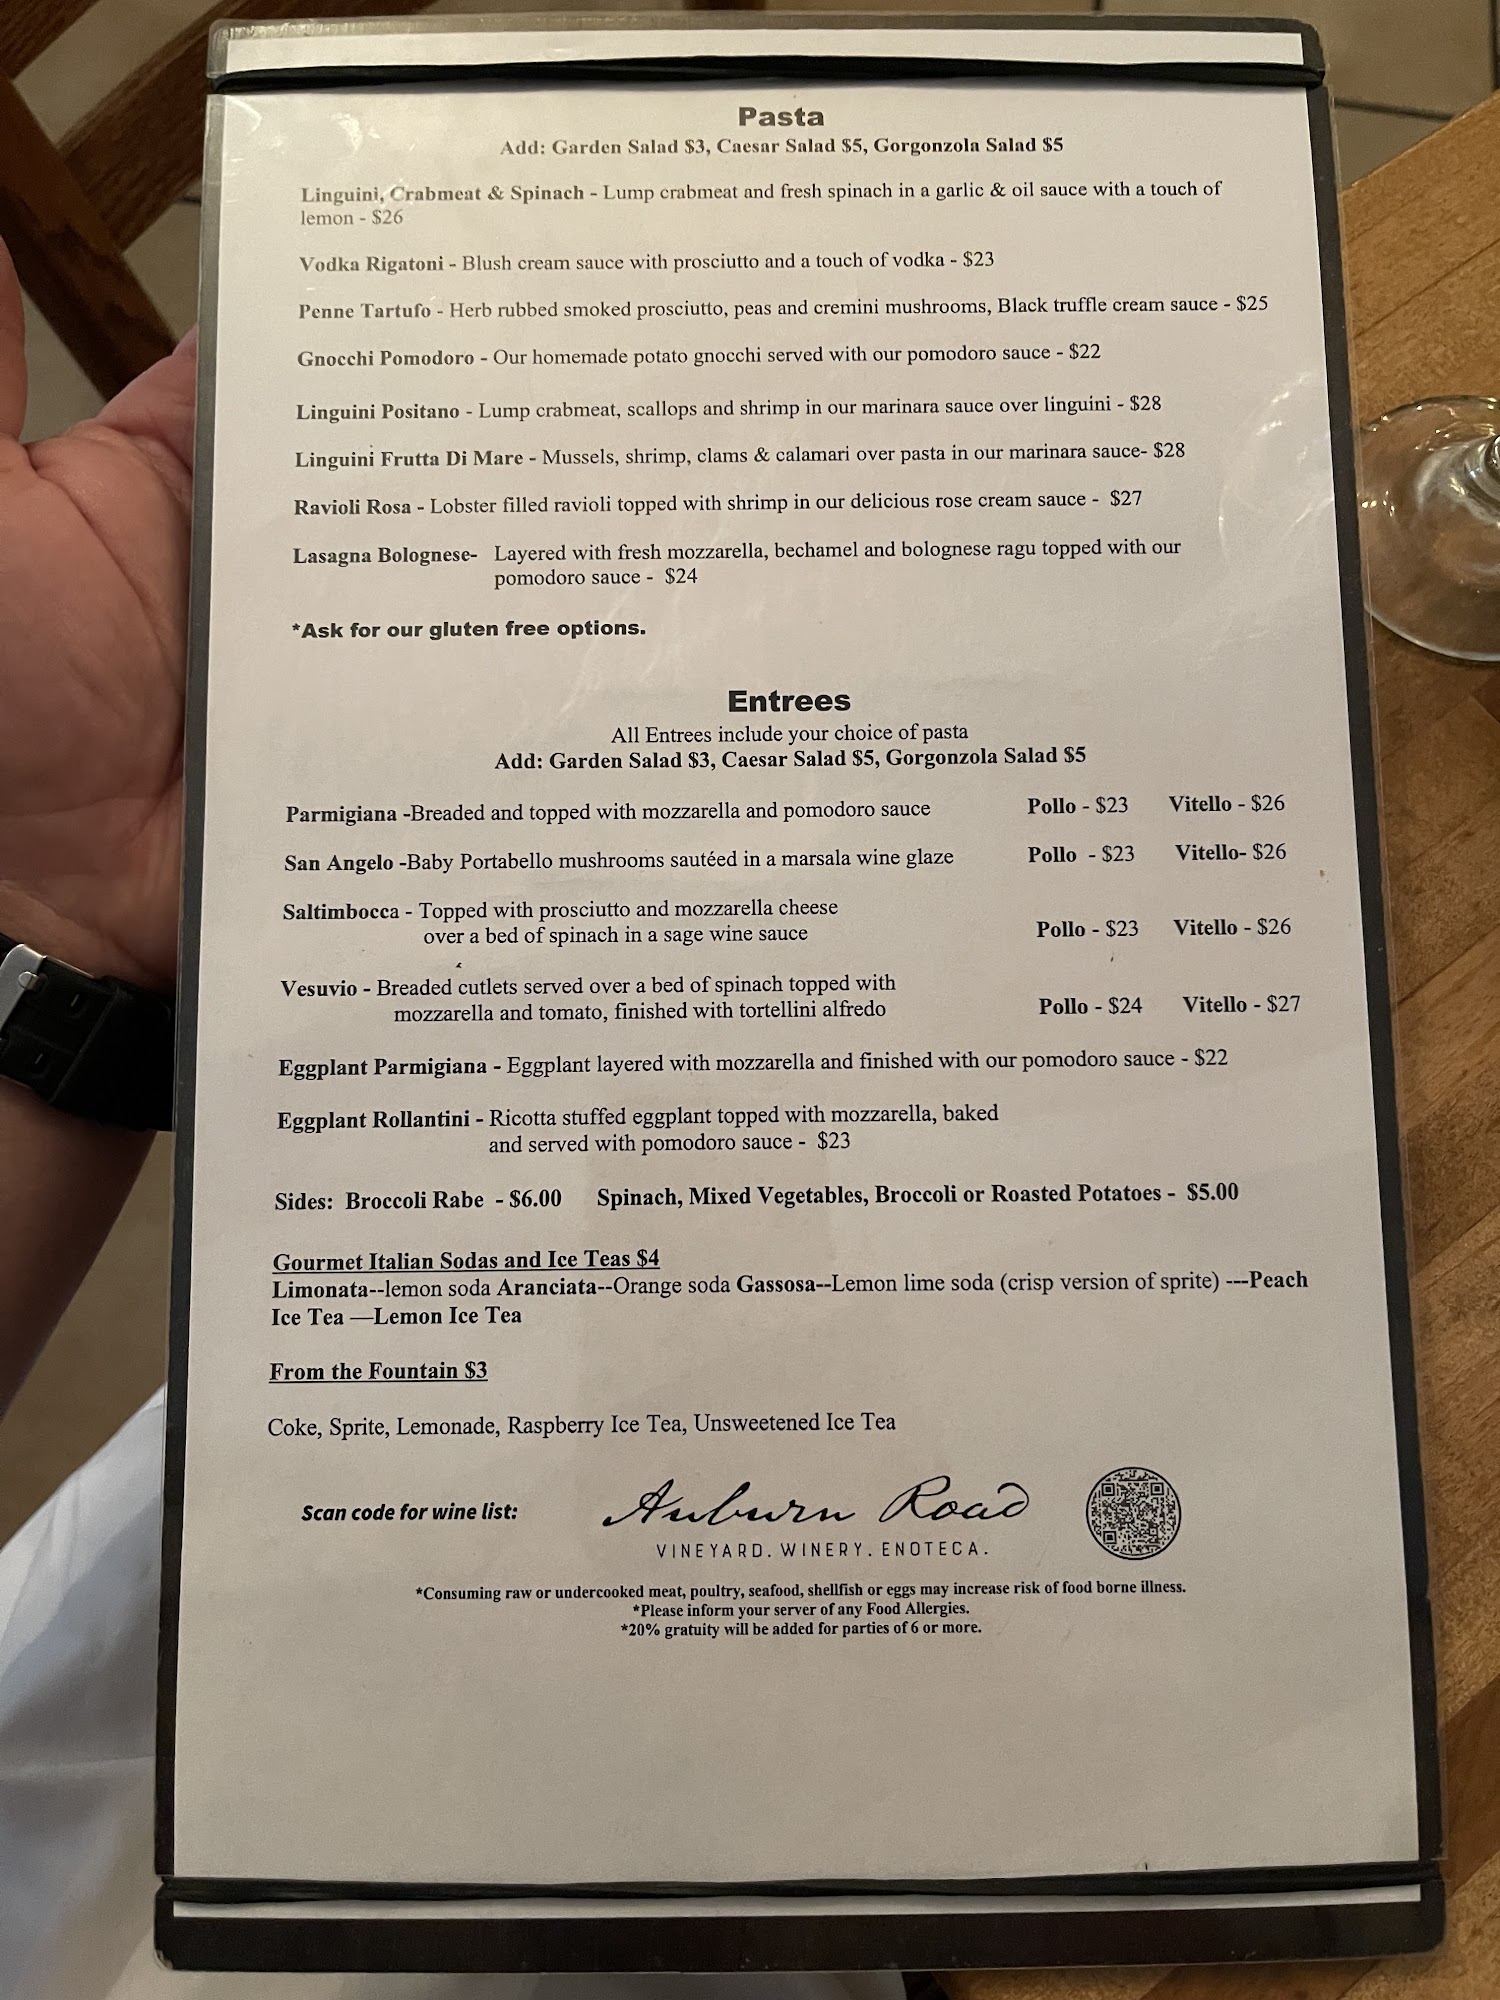 Pasta
Add: Garden Salad $3, Caesar Salad $5, Gorgonzola Salad $5
Linguini, Crabmeat & Spinach - Lump crabmeat and fresh spinach in a garlic & oil sauce with a touch of
lemon - $26
Vodka Rigatoni - Blush cream sauce with prosciutto and a touch of vodka - $23
Penne Tartufo - Herb rubbed smoked prosciutto, peas and cremini mushrooms, Black truffle cream sauce - $25
Gnocchi Pomodoro - Our homemade potato gnocchi served with our pomodoro sauce - $22
Linguini Positano - Lump crabmeat, scallops and shrimp in our marinara sauce over linguini - $28
Linguini Frutta Di Mare - Mussels, shrimp, clams & calamari over pasta in our marinara sauce- $28
Ravioli Rosa - Lobster filled ravioli topped with shrimp in our delicious rose cream sauce - $27
Lasagna Bolognese- Layered with fresh mozzarella, bechamel and bolognese ragu topped with our
pomodoro sauce - $24
*Ask for our gluten free options.
Entrees
All Entrees include your choice of pasta
Add: Garden Salad $3, Caesar Salad $5, Gorgonzola Salad $5
Parmigiana -Breaded and topped with mozzarella and pomodoro sauce Pollo - $23 Vitello - $26
San Angelo -Baby Portabello mushrooms sautéed in a marsala wine glaze Pollo - $23 Vitello- $26
Saltimbocca - Topped with prosciutto and mozzarella cheese
over a bed of spinach in a sage wine sauce Pollo - $23 Vitello - $26
Vesuvio - Breaded cutlets served over a bed of spinach topped with
mozzarella and tomato, finished with tortellini alfredo Pollo - $24 Vitello - $27
Eggplant Parmigiana - Eggplant layered with mozzarella and finished with our pomodoro sauce - $22
Eggplant Rollantini - Ricotta stuffed eggplant topped with mozzarella, baked
and served with pomodoro sauce - $23
Sides: Broccoli Rabe - $6.00 Spinach, Mixed Vegetables, Broccoli or Roasted Potatoes - $5.00
Gourmet Italian Sodas and Ice Teas $4
Limonata--lemon soda Aranciata--Orange soda Gassosa--Lemon lime soda (crisp version of sprite) ---Peach
Ice Tea —Lemon Ice Tea
From the Fountain $3
Coke, Sprite, Lemonade, Raspberry Ice Tea, Unsweetened Ice Tea
Scan code for wine list: Auburn Road
VINEYARD. WINERY. ENOTECA.
*Consuming raw or undercooked meat, poultry, seafood, shellfish or eggs may increase risk of food borne illness.
*Please inform your server of any Food Allergies.
*20% gratuity will be added for parties of 6 or more.